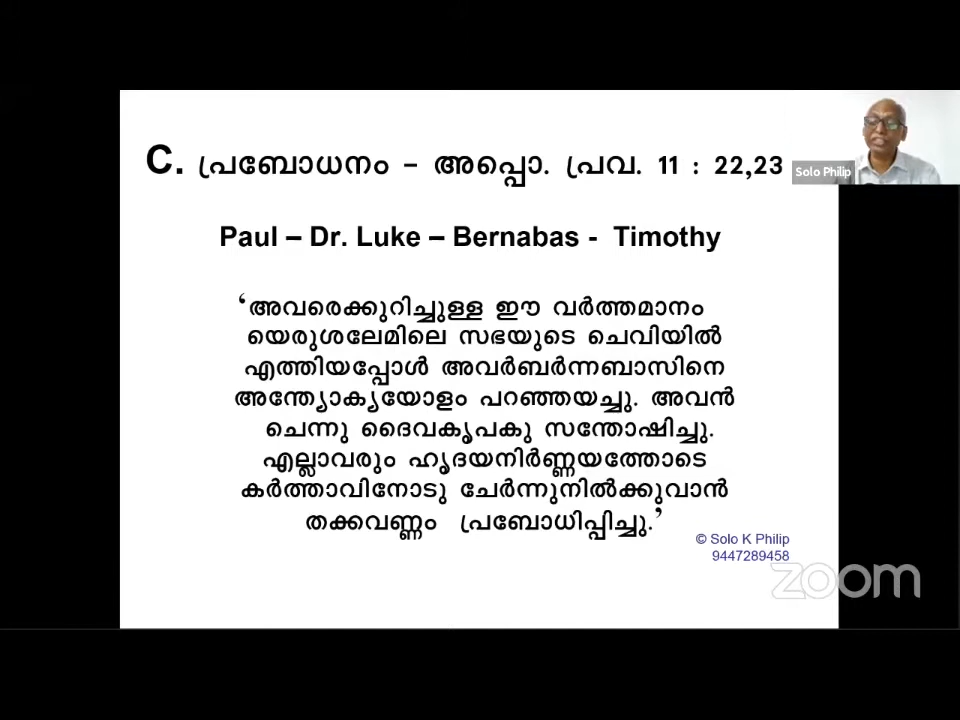 C. പ്രബോധനം – അപ്പൊ. പ്രവ. 11 : 22,23
Solo Philip
Paul – Dr. Luke – Bernabas - Timothy
‘അവരെക്കുറിച്ചുള്ള ഈ വർത്തമാനം
യെരുശലേമിലെ സഭയുടെ ചെവിയിൽ
എത്തിയപ്പോൾ അവർബർന്നബാസിനെ
അന്ത്യോക്യയോളം പറഞ്ഞയച്ചു. അവൻ
ചെന്നു ദൈവകൃപകു സന്തോഷിച്ചു.
എല്ലാവരും ഹൃദയനിർണ്ണയത്തോടെ
കർത്താവിനോടു ചേർന്നുനിൽക്കുവാൻ
തക്കവണ്ണം പ്രബോധിപ്പിച്ചു.’
© Solo K Philip
9447289458
zoom